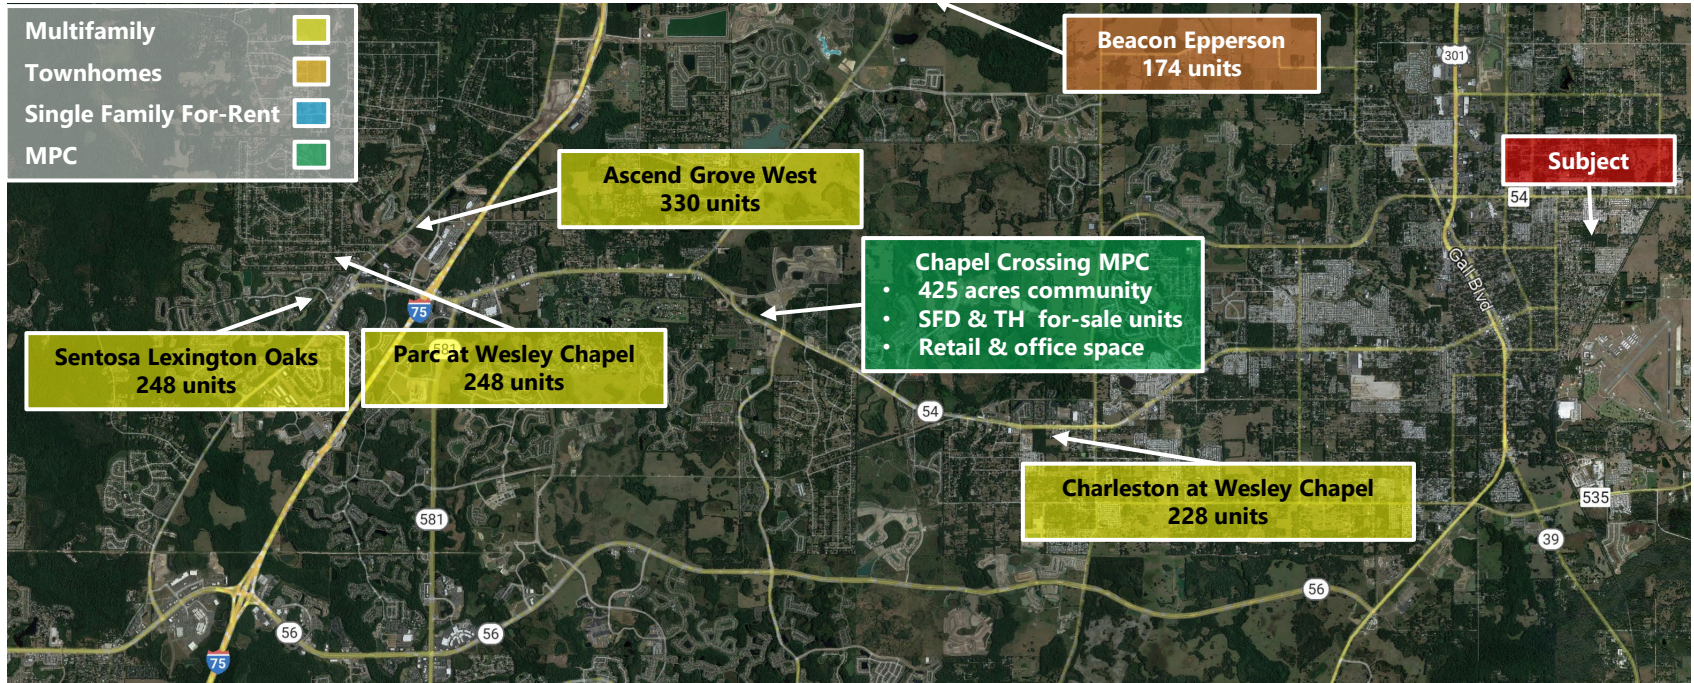 Multifamily
Townhomes
Single Family For-Rent
MPC
Beacon Epperson
174 units
301
Subject
54
Ascend Grove West
330 units
Chapel Crossing MPC
• 425 acres community
• SFD & TH for-sale units
• Retail & office space
Gall Blvd
75
Sentosa Lexington Oaks
248 units
581
Parc at Wesley Chapel
248 units
54
Charleston at Wesley Chapel
228 units
535
581
39
56
56
56
75